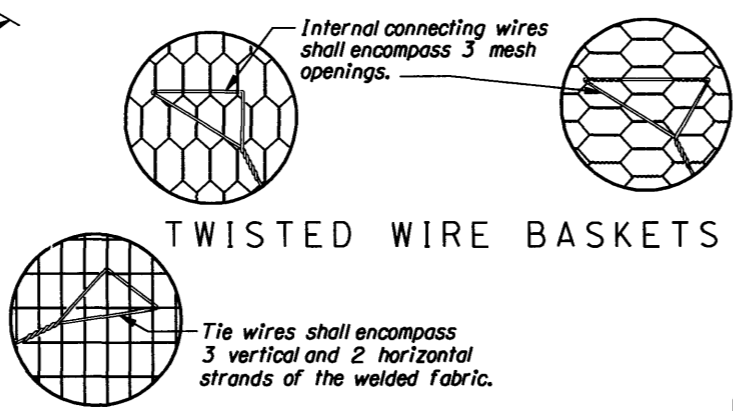 Internal connecting wires
shall encompass 3 mesh
openings.
TWISTED WIRE BASKETS
Tie wires shall encompass
3 vertical and 2 horizontal
strands of the welded fabric.